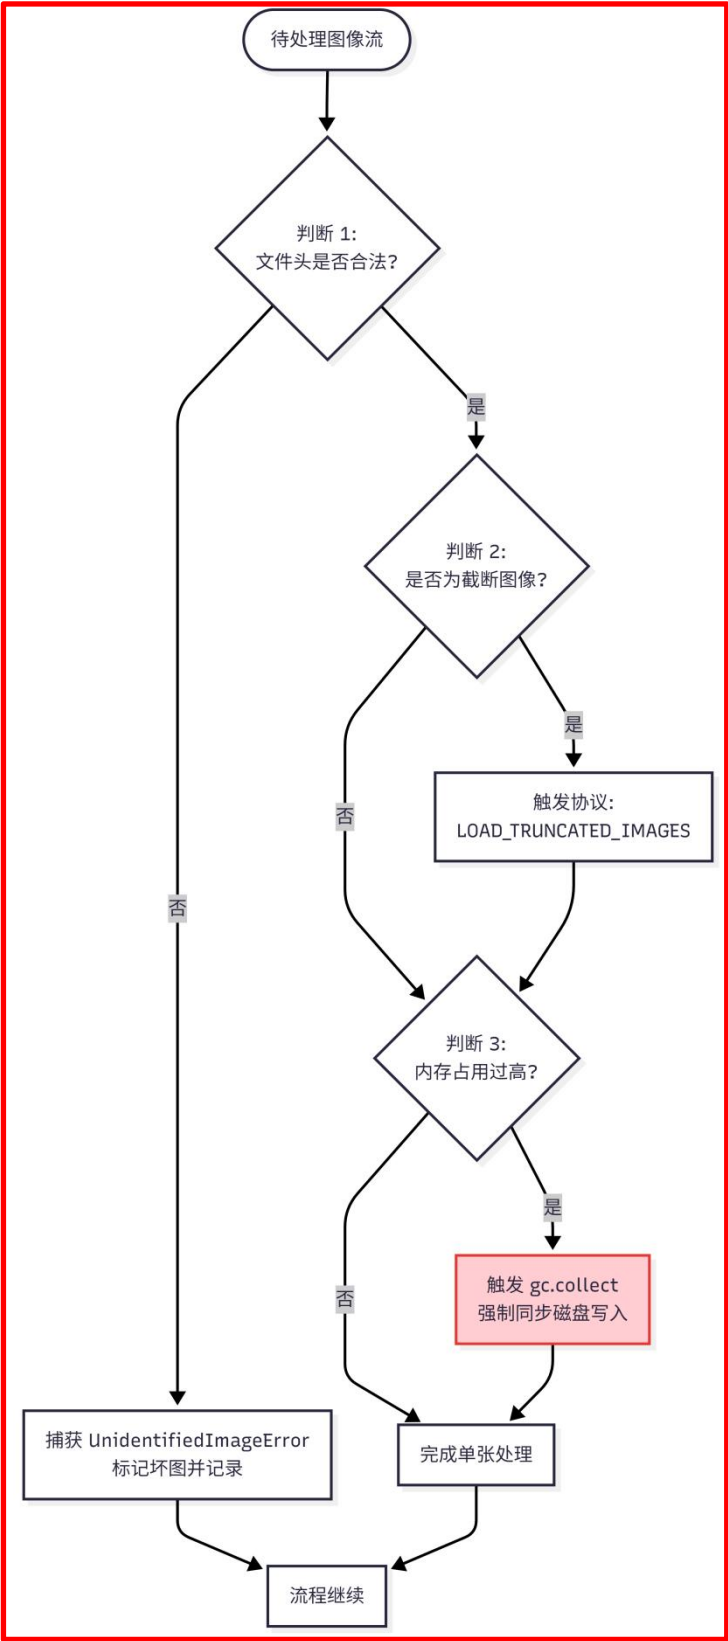 待处理图像流
判断 1:
文件头是否合法?
是
判断 2:
是否为截断图像?
是
触发协议:
LOAD_TRUNCATED_IMAGES
否
否
判断 3:
内存占用过高?
是
触发 gc.collect
强制同步磁盘写入
否
捕获 UnidentifiedImageError
标记坏图并记录
完成单张处理
流程继续